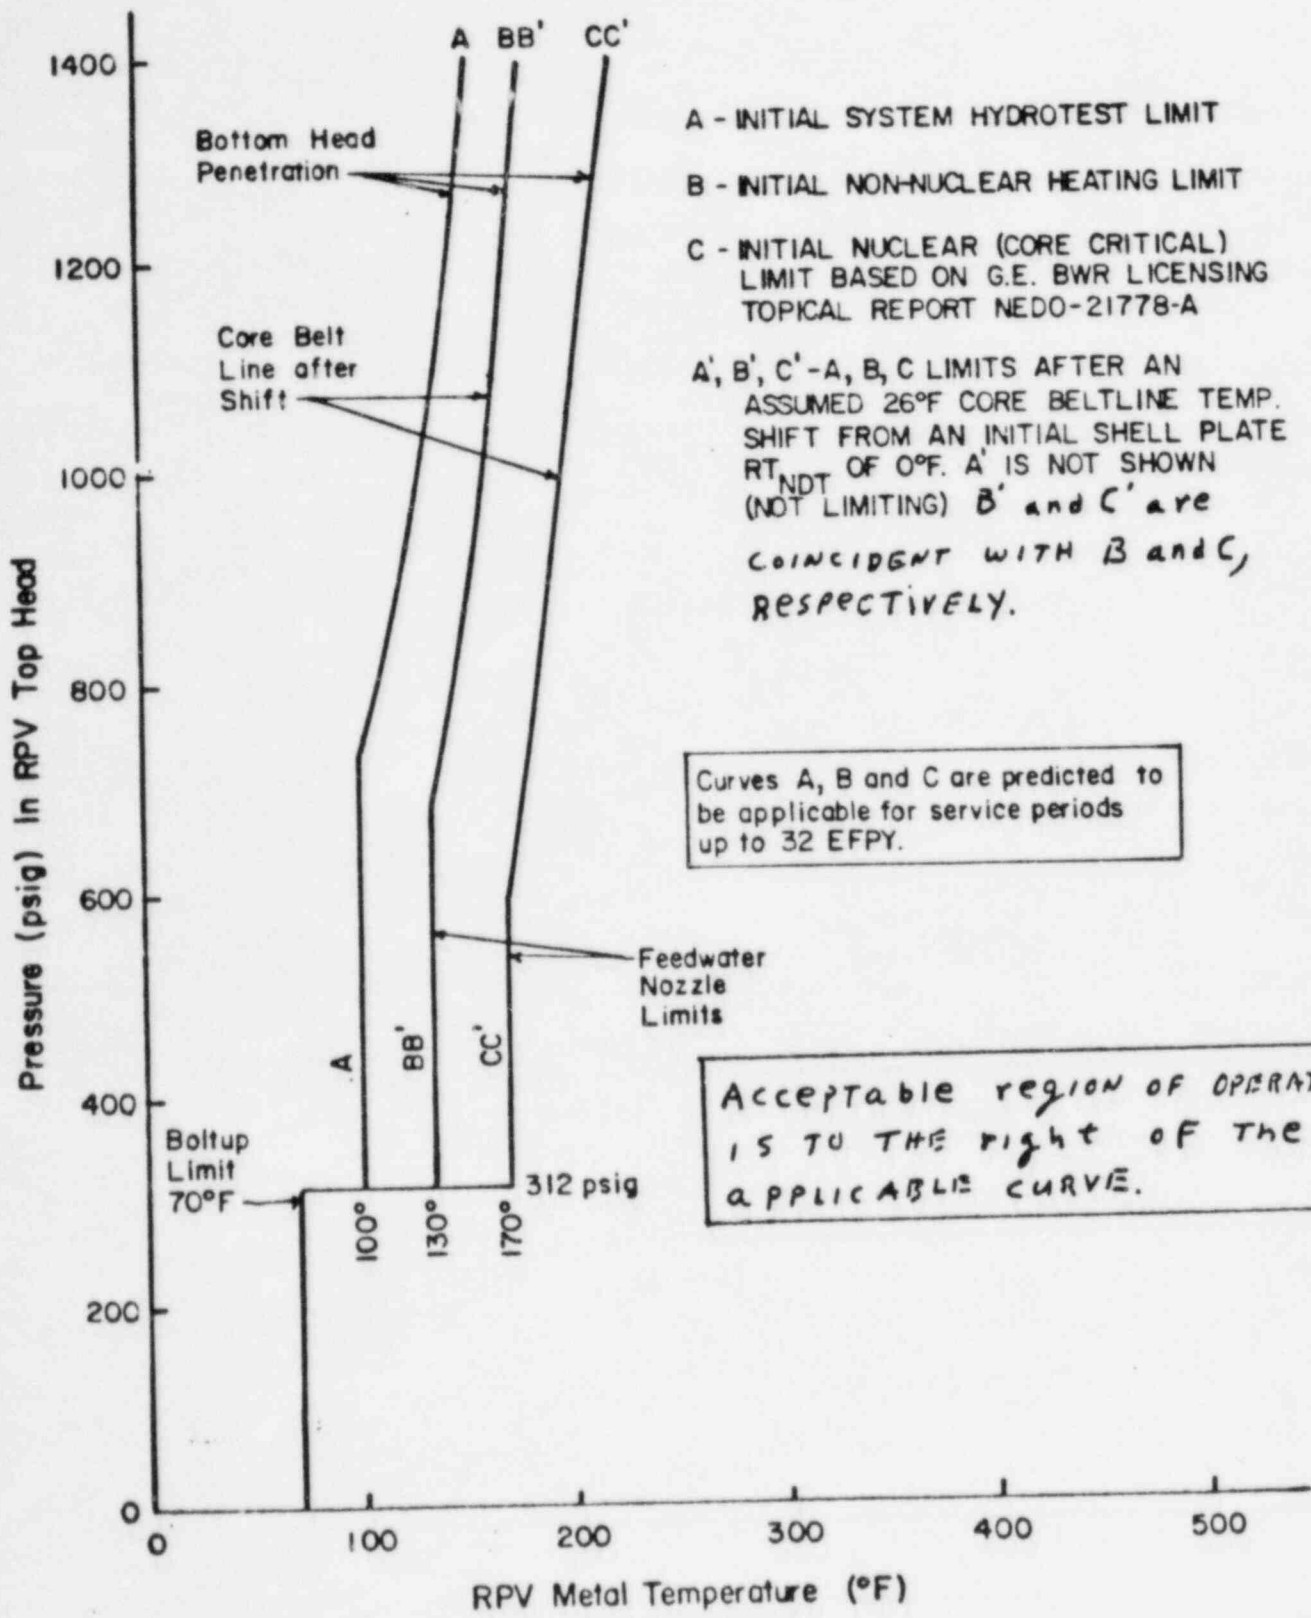 A BB' CC'
1400
1200
1000
800
600
400
200
0
Pressure (psig) In RPV Top Head
Bottom Head
Penetration
Core Belt
Line after
Shift
A - INITIAL SYSTEM HYDROTEST LIMIT
B - INITIAL NON-NUCLEAR HEATING LIMIT
C - INITIAL NUCLEAR (CORE CRITICAL)
LIMIT BASED ON G.E. BWR LICENSING
TOPICAL REPORT NEDO-21778-A
A', B', C' -A, B, C LIMITS AFTER AN
ASSUMED 26°F CORE BELTLINE TEMP.
SHIFT FROM AN INITIAL SHELL PLATE
RT NDT OF 0°F. A' IS NOT SHOWN
(NOT LIMITING) B' and C' are
COINCIDENT WITH B and C,
RESPECTIVELY.
Curves A, B and C are predicted to
be applicable for service periods
up to 32 EFPY.
Feedwater
Nozzle
Limits
A BB' CC'
Acceptable region OF OPERAT
IS TO THE right OF The
aPPLICABLE CURVE.
Boltup
Limit
70°F
312 psig
100° 130° 170°
0 100 200 300 400 500
RPV Metal Temperature (°F)